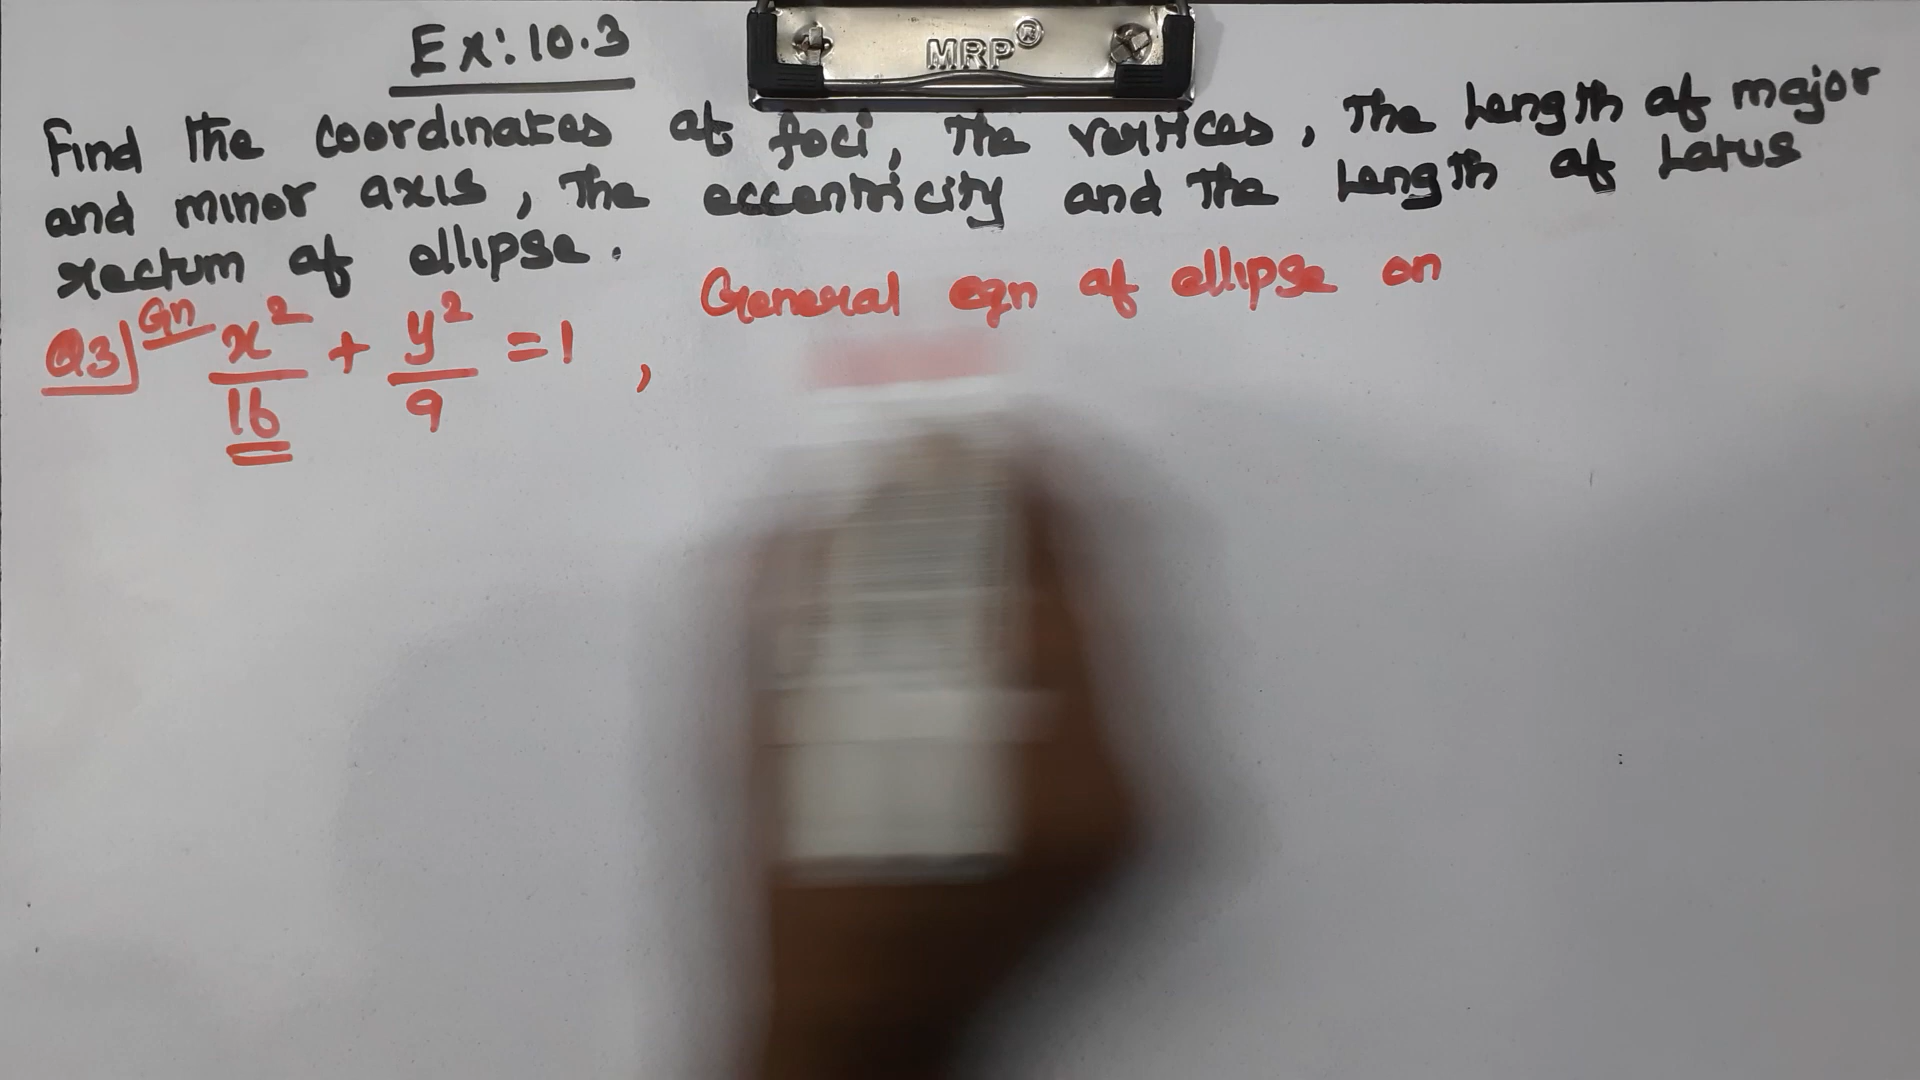 Ex: 10.3
MRP®
Find the coordinates of foci, The vertices, The length of major
and minor axis, The eccentricity and The Length of Latus
rectum of ellipse.
General eqn of ellipse on
Q3) Gn x²/16 + y²/9 = 1,